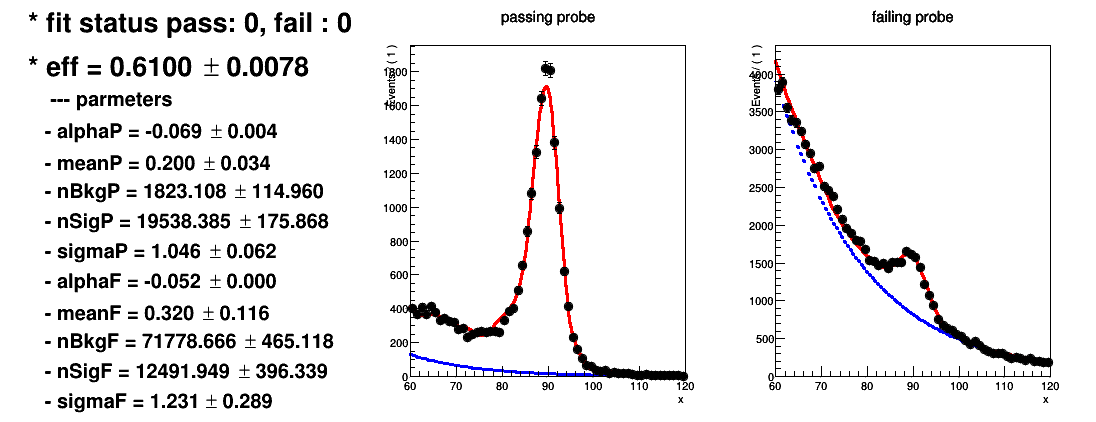 * fit status pass: 0, fail : 0
* eff = 0.6100 ± 0.0078
--- parmeters
- alphaP = -0.069 ± 0.004
- meanP = 0.200 ± 0.034
- nBkgP = 1823.108 ± 114.960
- nSigP = 19538.385 ± 175.868
- sigmaP = 1.046 ± 0.062
- alphaF = -0.052 ± 0.000
- meanF = 0.320 ± 0.116
- nBkgF = 71778.666 ± 465.118
- nSigF = 12491.949 ± 396.339
- sigmaF = 1.231 ± 0.289
passing probe
Events / ( 1 )
1800
1600
1400
1200
1000
800
600
400
200
0
60 70 80 90 100 110 120
x
failing probe
Events / ( 1 )
4000
3500
3000
2500
2000
1500
1000
500
0
60 70 80 90 100 110 120
x